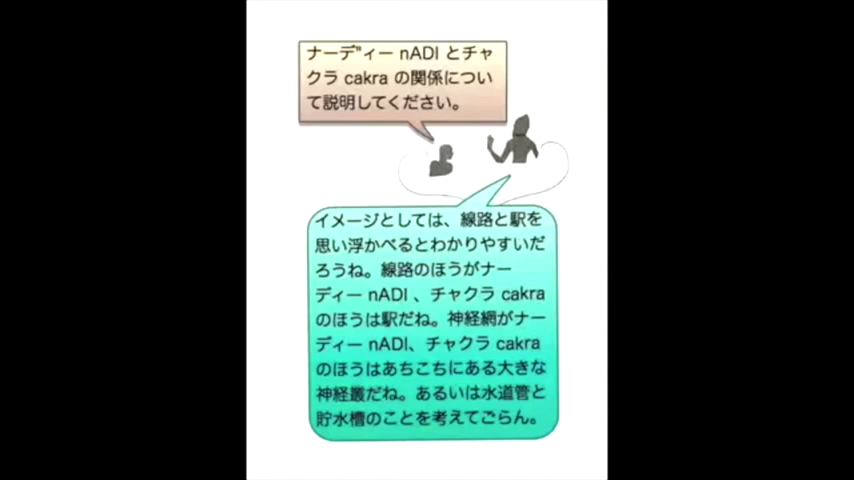 ナーデ"ィー nADI とチャ
クラ cakra の関係につい
て説明してください。
イメージとしては、線路と駅を
思い浮かべるとわかりやすいだ
ろうね。線路のほうがナー
ディー nADI 、チャクラ cakra
のほうは駅だね。神経網がナー
ディー nADI、チャクラ cakra
のほうはあちこちにある大きな
神経叢だね。あるいは水道管と
貯水槽のことを考えてごらん。